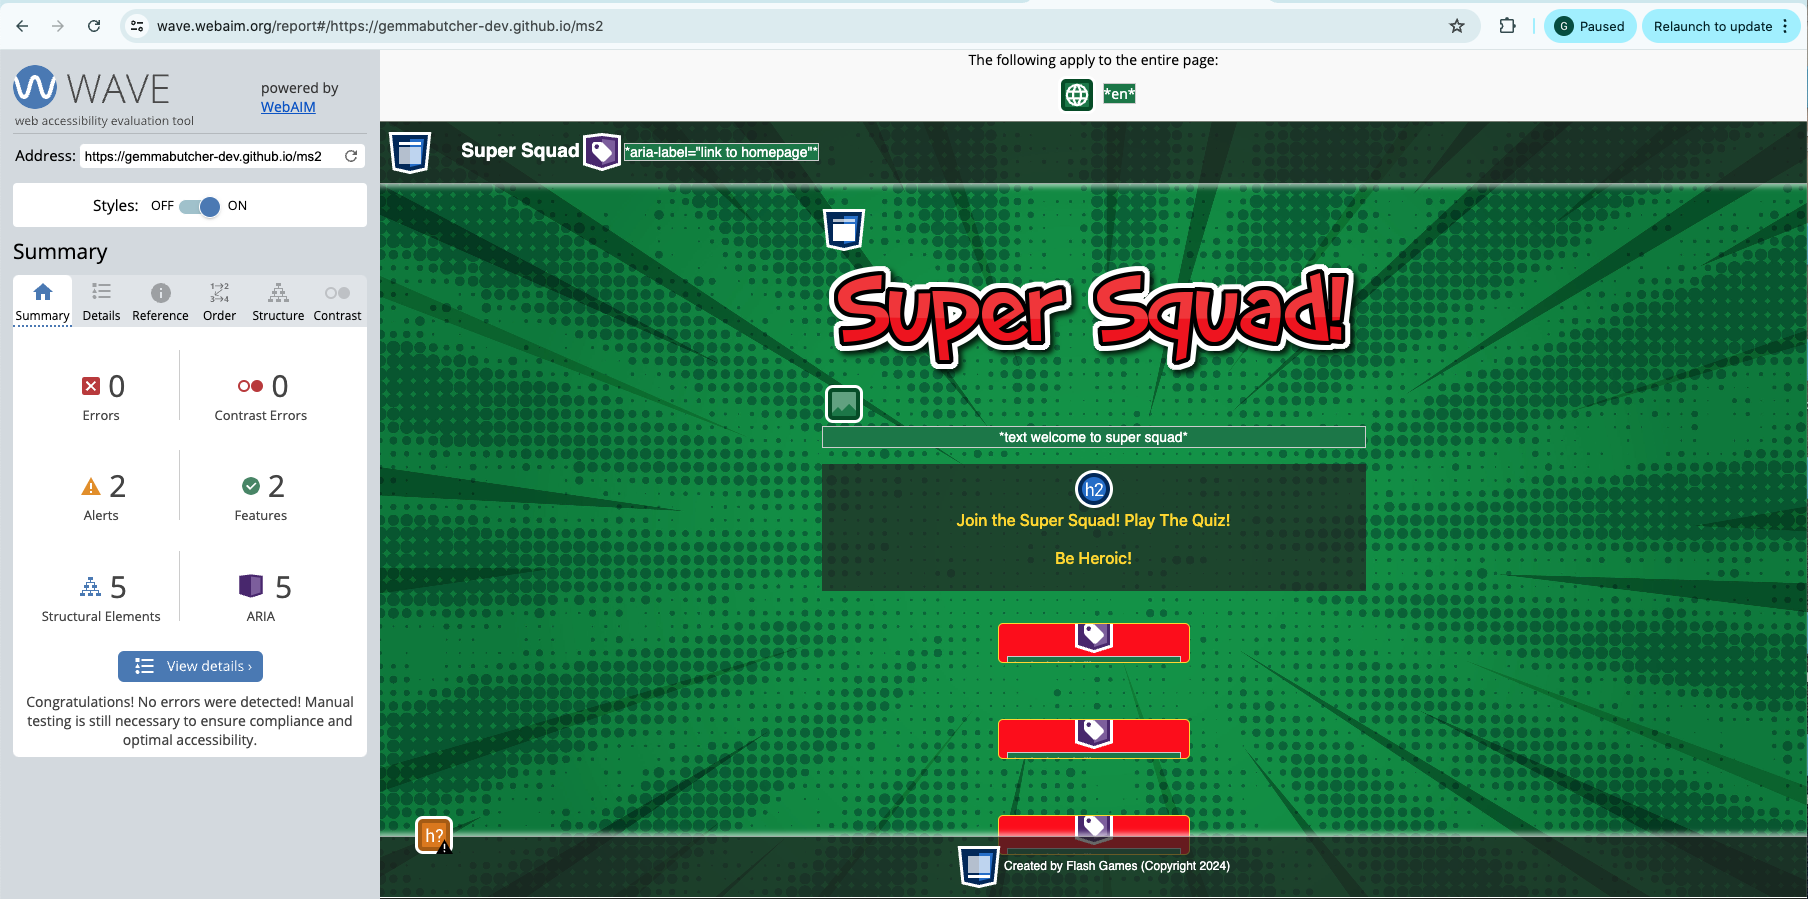 wave.webaim.org/report#/https://gemmabutcher-dev.github.io/ms2
G Paused
Relaunch to update
WAVE
web accessibility evaluation tool
powered by
WebAIM
Address: https://gemmabutcher-dev.github.io/ms2
Styles: OFF ON
Summary
Summary Details Reference Order Structure Contrast
0 Errors
0 Contrast Errors
2 Alerts
2 Features
5 Structural Elements
5 ARIA
View details ›
Congratulations! No errors were detected! Manual
testing is still necessary to ensure compliance and
optimal accessibility.
The following apply to the entire page:
*en*
Super Squad *aria-label="link to homepage"*
Super Squad!
*text welcome to super squad*
h2
Join the Super Squad! Play The Quiz!
Be Heroic!
h?
Created by Flash Games (Copyright 2024)